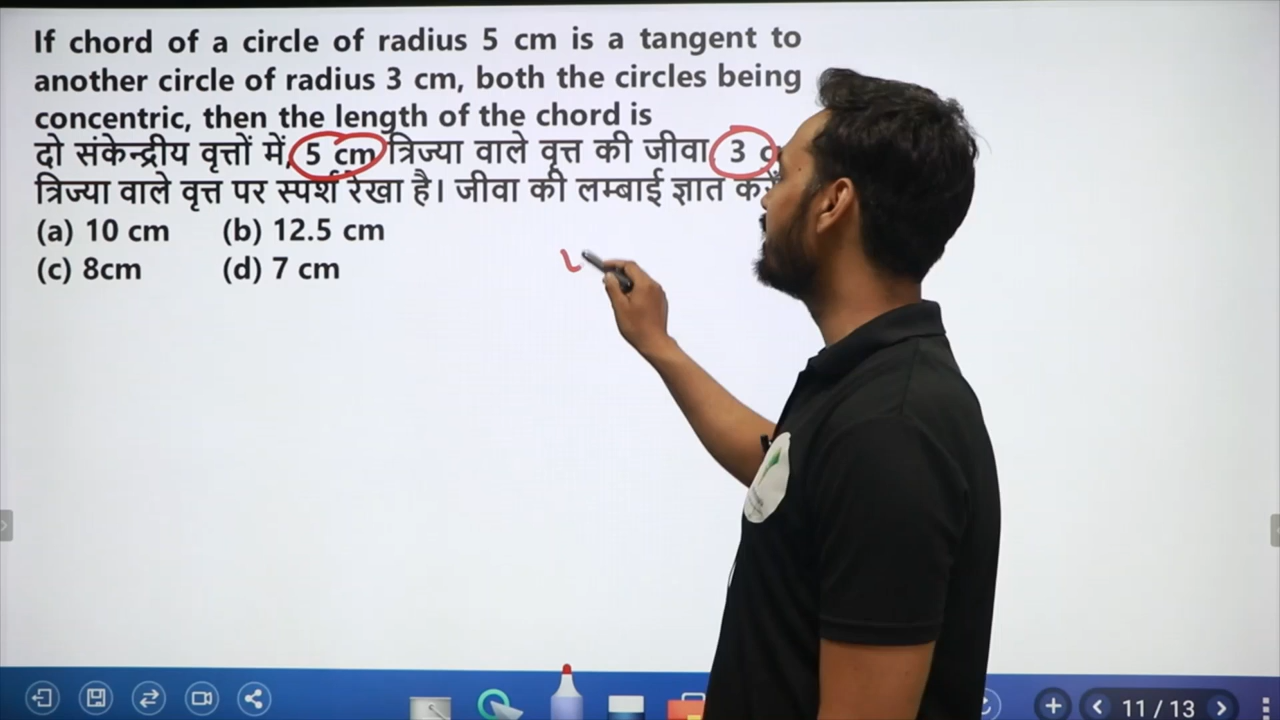 If chord of a circle of radius 5 cm is a tangent to
another circle of radius 3 cm, both the circles being
concentric, then the length of the chord is
दो संकेन्द्रीय वृत्तों में, 5 cm त्रिज्या वाले वृत्त की जीवा, 3
त्रिज्या वाले वृत्त पर स्पर्श रेखा है। जीवा की लम्बाई ज्ञात करें
(a) 10 cm (b) 12.5 cm
(c) 8cm (d) 7 cm
11 / 13